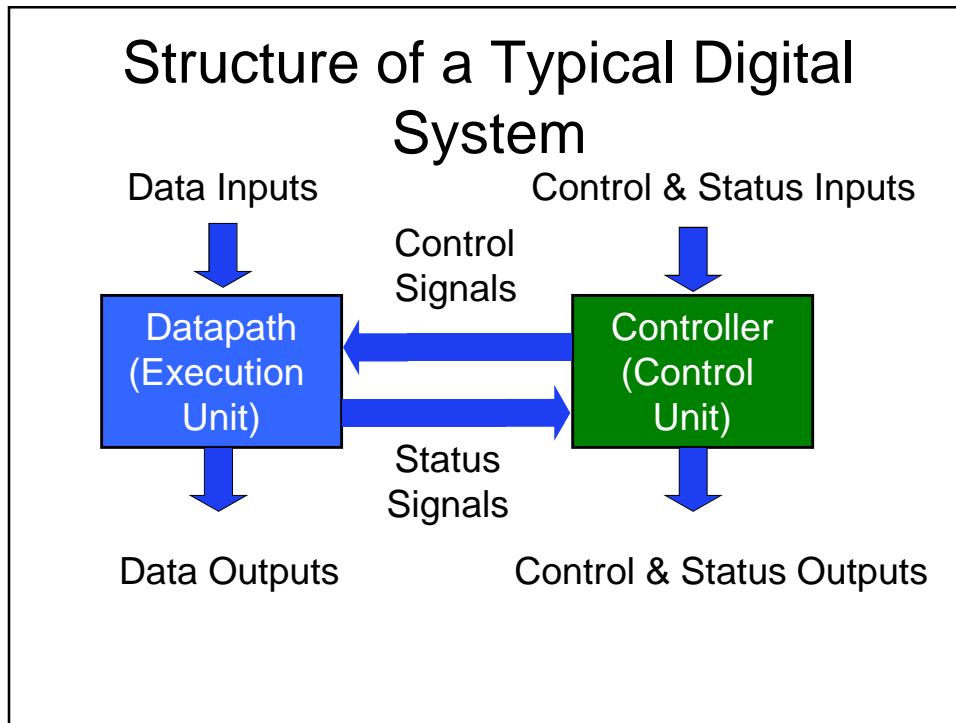 Structure of a Typical Digital
System
Data Inputs
Control & Status Inputs
Control
Signals
Datapath
(Execution
Unit)
Controller
(Control
Unit)
Status
Signals
Data Outputs
Control & Status Outputs